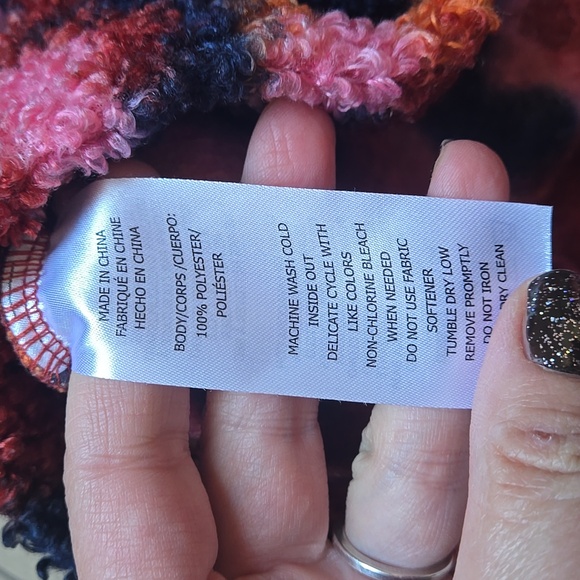 MADE IN CHINA
FABRIQUÉ EN CHINE
HECHO EN CHINA
BODY/CORPS /CUERPO:
100% POLYESTER/
POLIÉSTER
MACHINE WASH COLD
INSIDE OUT
DELICATE CYCLE WITH
LIKE COLORS
NON-CHLORINE BLEACH
WHEN NEEDED
DO NOT USE FABRIC
SOFTENER
TUMBLE DRY LOW
REMOVE PROMPTLY
DO NOT IRON
DRY CLEAN